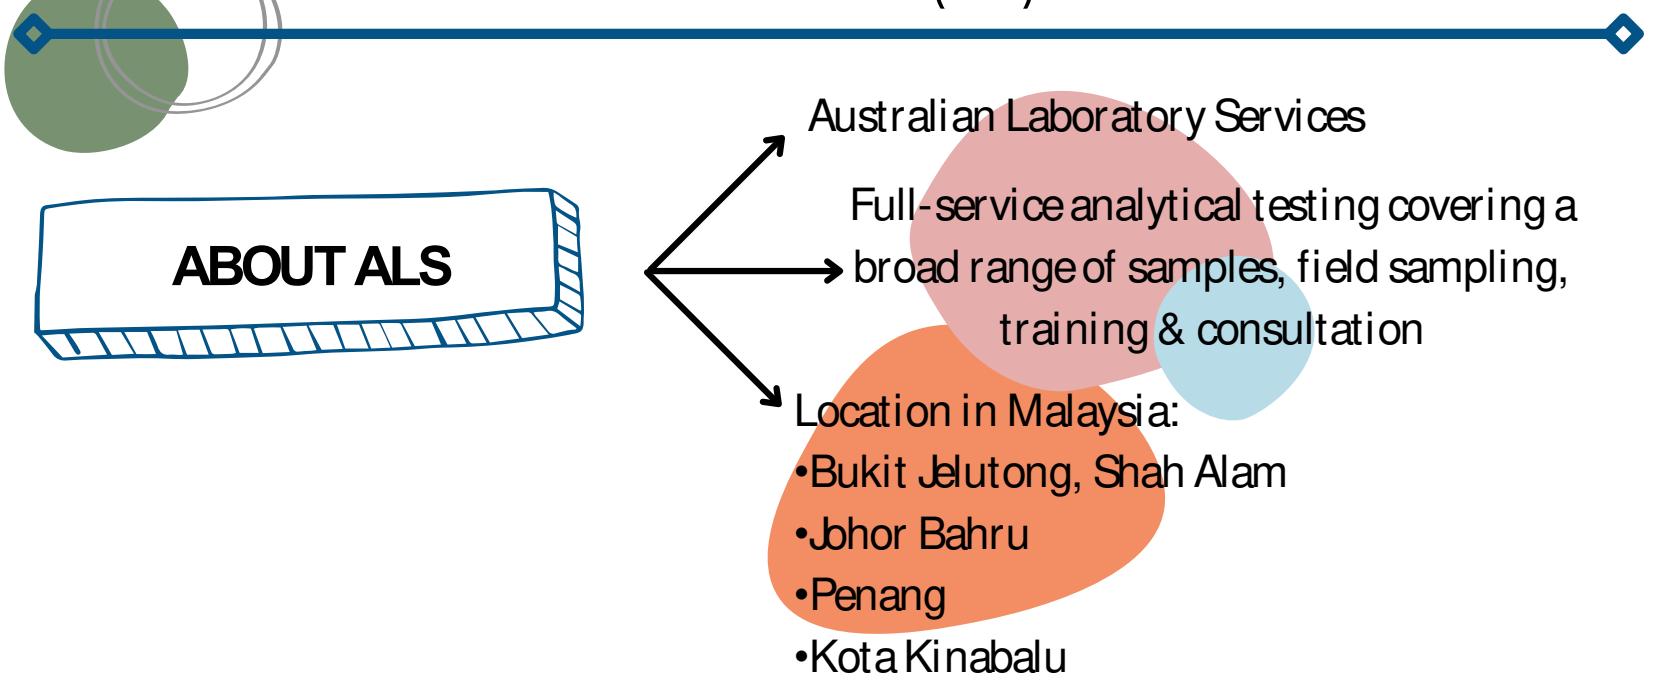 Australian Laboratory Services
Full-service analytical testing covering a
broad range of samples, field sampling,
training & consultation
ABOUT ALS
Location in Malaysia:
•Bukit Jelutong, Shah Alam
•Johor Bahru
•Penang
•Kota Kinabalu